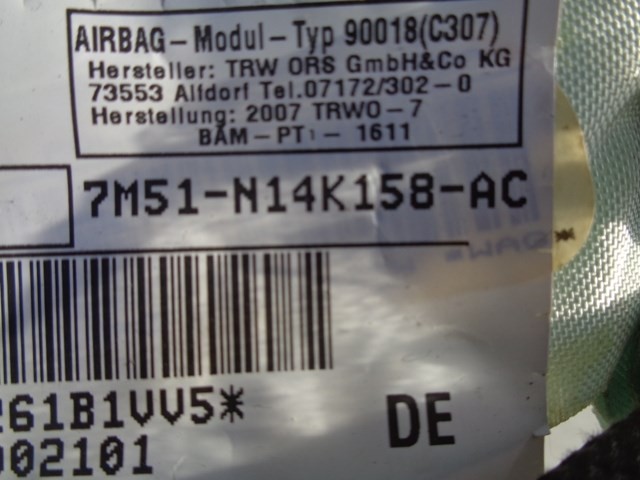 AIRBAG-Modul-Typ 90018(C307)
Hersteller: TRW ORS GmbH&Co KG
73553 Alfdorf Tel.07172/302-0
Herstellung: 2007 TRWO-7
BAM-PT1- 1611
7M51-N14K158-AC
261B1VV5*
DE
002101